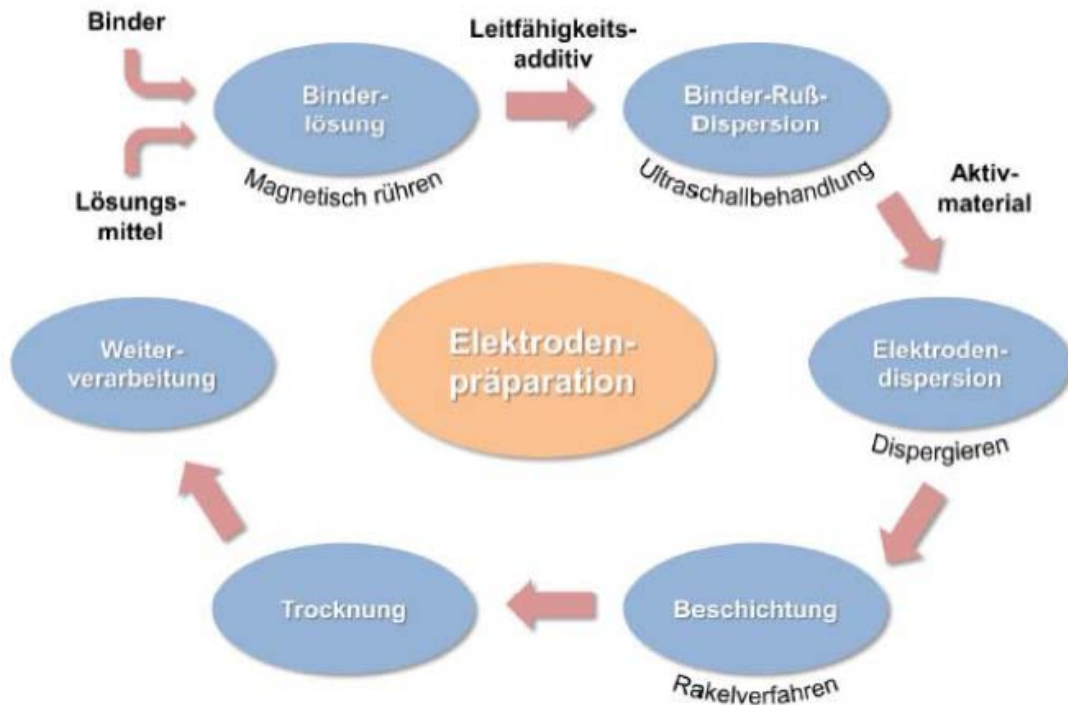 Binder
Leitfähigkeits-
additiv
Binder-
lösung
Binder-Ruß-
Dispersion
Magnetisch rühren
Ultraschallbehandlung
Lösungs-
mittel
Aktiv-
material
Weiter-
verarbeitung
Elektroden-
präparation
Elektroden-
dispersion
Dispergieren
Trocknung
Beschichtung
Rakelverfahren